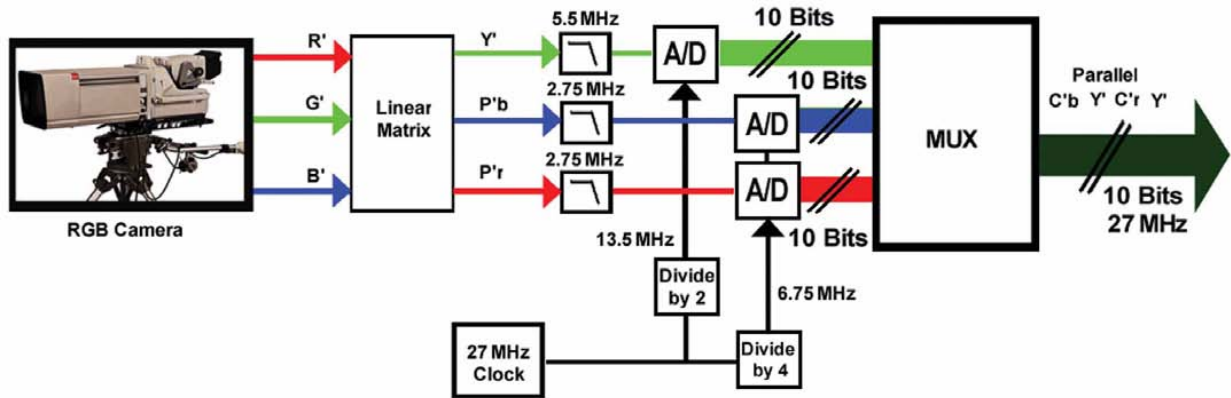 R'
G'
B'
RGB Camera
Linear
Matrix
Y'
P'b
P'r
5.5 MHz
2.75 MHz
2.75 MHz
A/D
A/D
A/D
10 Bits
10 Bits
10 Bits
13.5 MHz
6.75 MHz
Divide
by 2
Divide
by 4
27 MHz
Clock
MUX
Parallel
C'b Y' C'r Y'
10 Bits
27 MHz